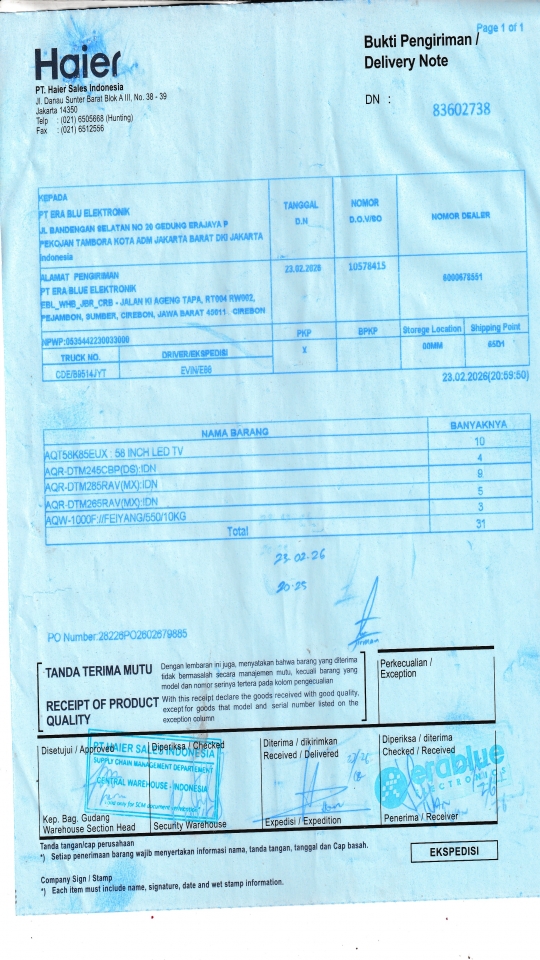 Page 1 of 1
Haier
Bukti Pengiriman /
Delivery Note
PT. Haier Sales Indonesia
Jl. Danau Sunter Barat Blok A III, No. 38 - 39
Jakarta 14350
Telp : (021) 6505668 (Hunting)
Fax : (021) 6512556
DN : 83602738
KEPADA
PT ERA BLU ELEKTRONIK
JL BANDENGAN SELATAN NO 20 GEDUNG ERAJAYA P
PEKOJAN TAMBORA KOTA ADM JAKARTA BARAT DKI JAKARTA
Indonesia
TANGGAL
D.N
NOMOR
D.O.V/BO
NOMOR DEALER
ALAMAT PENGIRIMAN
PT ERA BLUE ELEKTRONIK
EBL_WHB_JBR_CRB - JALAN KI AGENG TAPA, RT004 RW002,
PEJAMBON, SUMBER, CIREBON, JAWA BARAT 45611 CIREBON
23.02.2026
10578415
6000676551
NPWP:0535442230033000
PKP
BPKP
Storege Location
Shipping Point
TRUCK NO.
DRIVER/EKSPEDISI
X
00MM
65D1
CDE/B9514JYT
EVIN/E66
23.02.2026(20:59:50)
NAMA BARANG
BANYAKNYA
AQT58K85EUX : 58 INCH LED TV
10
AQR-DTM245CBP(DS):IDN
4
AQR-DTM285RAV(MX):IDN
9
AQR-DTM265RAV(MX):IDN
5
AQW-1000F://FEIYANG/550/10KG
3
Total
31
23-02-26
20.25
PO Number:28226PO2602679885
TANDA TERIMA MUTU
Dengan lembaran ini juga, menyatakan bahwa barang yang diterima
tidak bermasalah secara manajemen mutu, kecuali barang yang
model dan nomor serinya tertera pada kolom pengecualian
RECEIPT OF PRODUCT
QUALITY
With this receipt declare the goods received with good quality,
except for goods that model and serial number listed on the
exception column
Perkecualian /
Exception
Disetujui / Approved
Diperiksa / Checked
Diterima / dikirimkan
Received / Delivered
Diperiksa / diterima
Checked / Received
PT HAIER SALES INDONESIA
SUPPLY CHAIN MANAGEMENT DEPARTEMENT
CENTRAL WAREHOUSE - INDONESIA
erablue
ELECTRONICS
Kep. Bag. Gudang
Warehouse Section Head
Security Warehouse
Expedisi / Expedition
Penerima / Receiver
Tanda tangan/cap perusahaan
*) Setiap penerimaan barang wajib menyertakan informasi nama, tanda tangan, tanggal dan Cap basah.
EKSPEDISI
Company Sign / Stamp
*) Each item must include name, signature, date and wet stamp information.